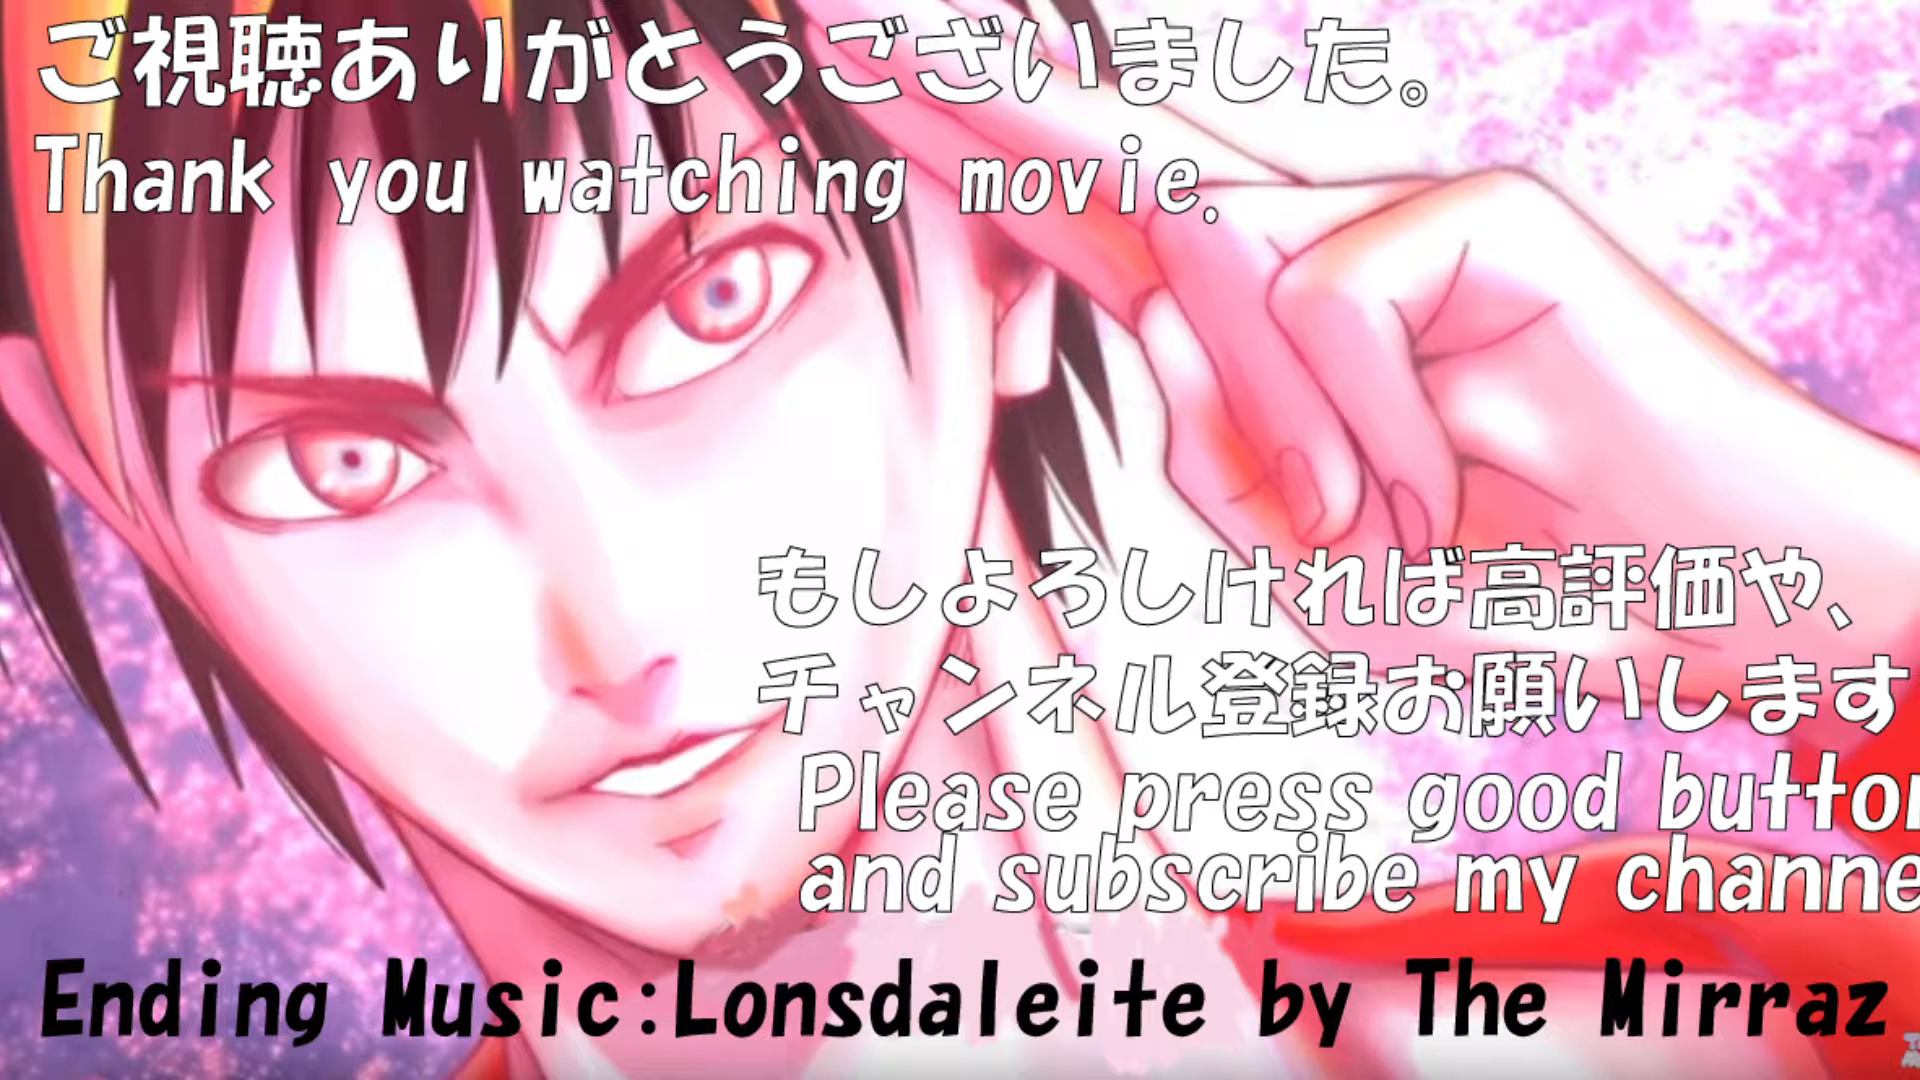 ご視聴ありがとうございました。
Thank you watching movie.
もしよろしければ高評価や、
チャンネル登録お願いします
Please press good button
and subscribe my channe
Ending Music:Lonsdaleite by The Mirraz